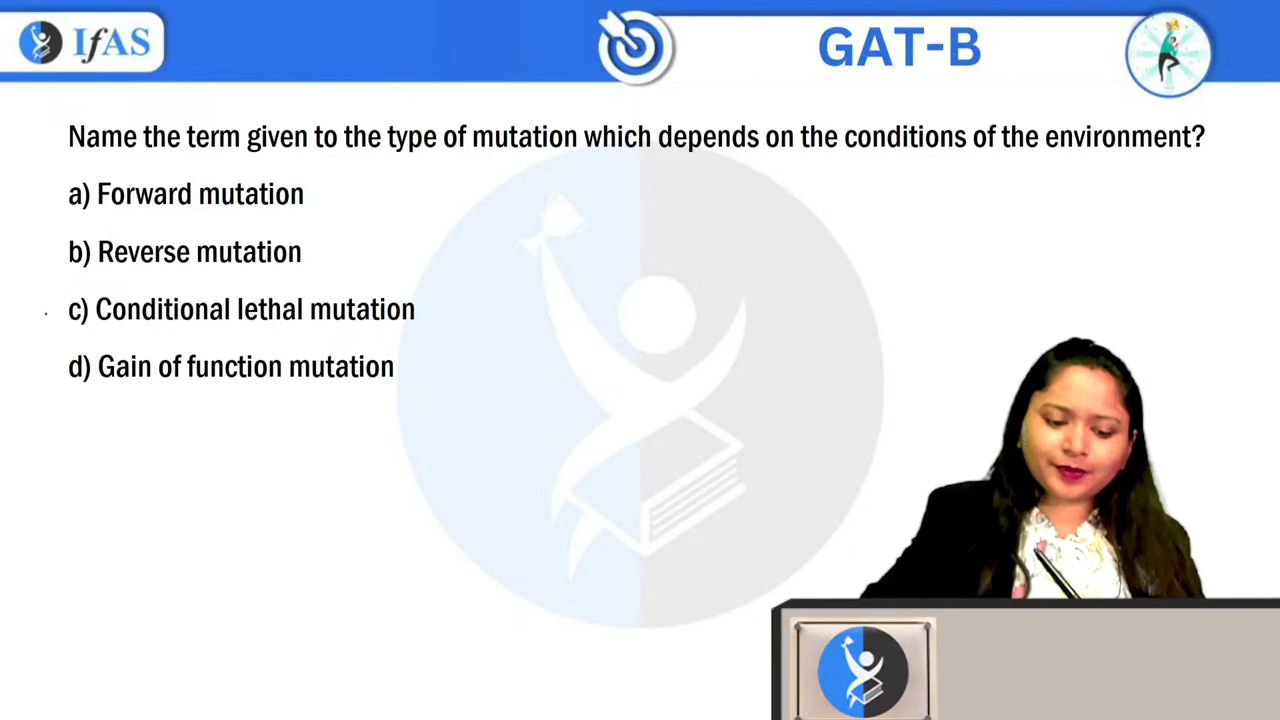 IfAS
GAT-B
Name the term given to the type of mutation which depends on the conditions of the environment?
a) Forward mutation
b) Reverse mutation
c) Conditional lethal mutation
d) Gain of function mutation